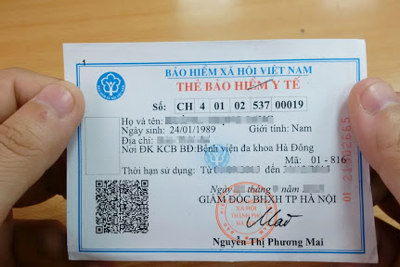 BẢO HIỂM XÃ HỘI VIỆT NAM
THẺ BẢO HIỂM Y TẾ
Số: CH 4 01 02 537 00019
Họ và tên:
Ngày sinh: 24/01/1989 Giới tính: Nam
Địa chỉ:
Nơi ĐK KCB BĐ: Bệnh viện đa khoa Hà Đông
Mã: 01 - 816
Thời hạn sử dụng: Từ
Ngày tháng 9 năm
GIÁM ĐỐC BHXH TP HÀ NỘI
Nguyễn Thị Phương Mai